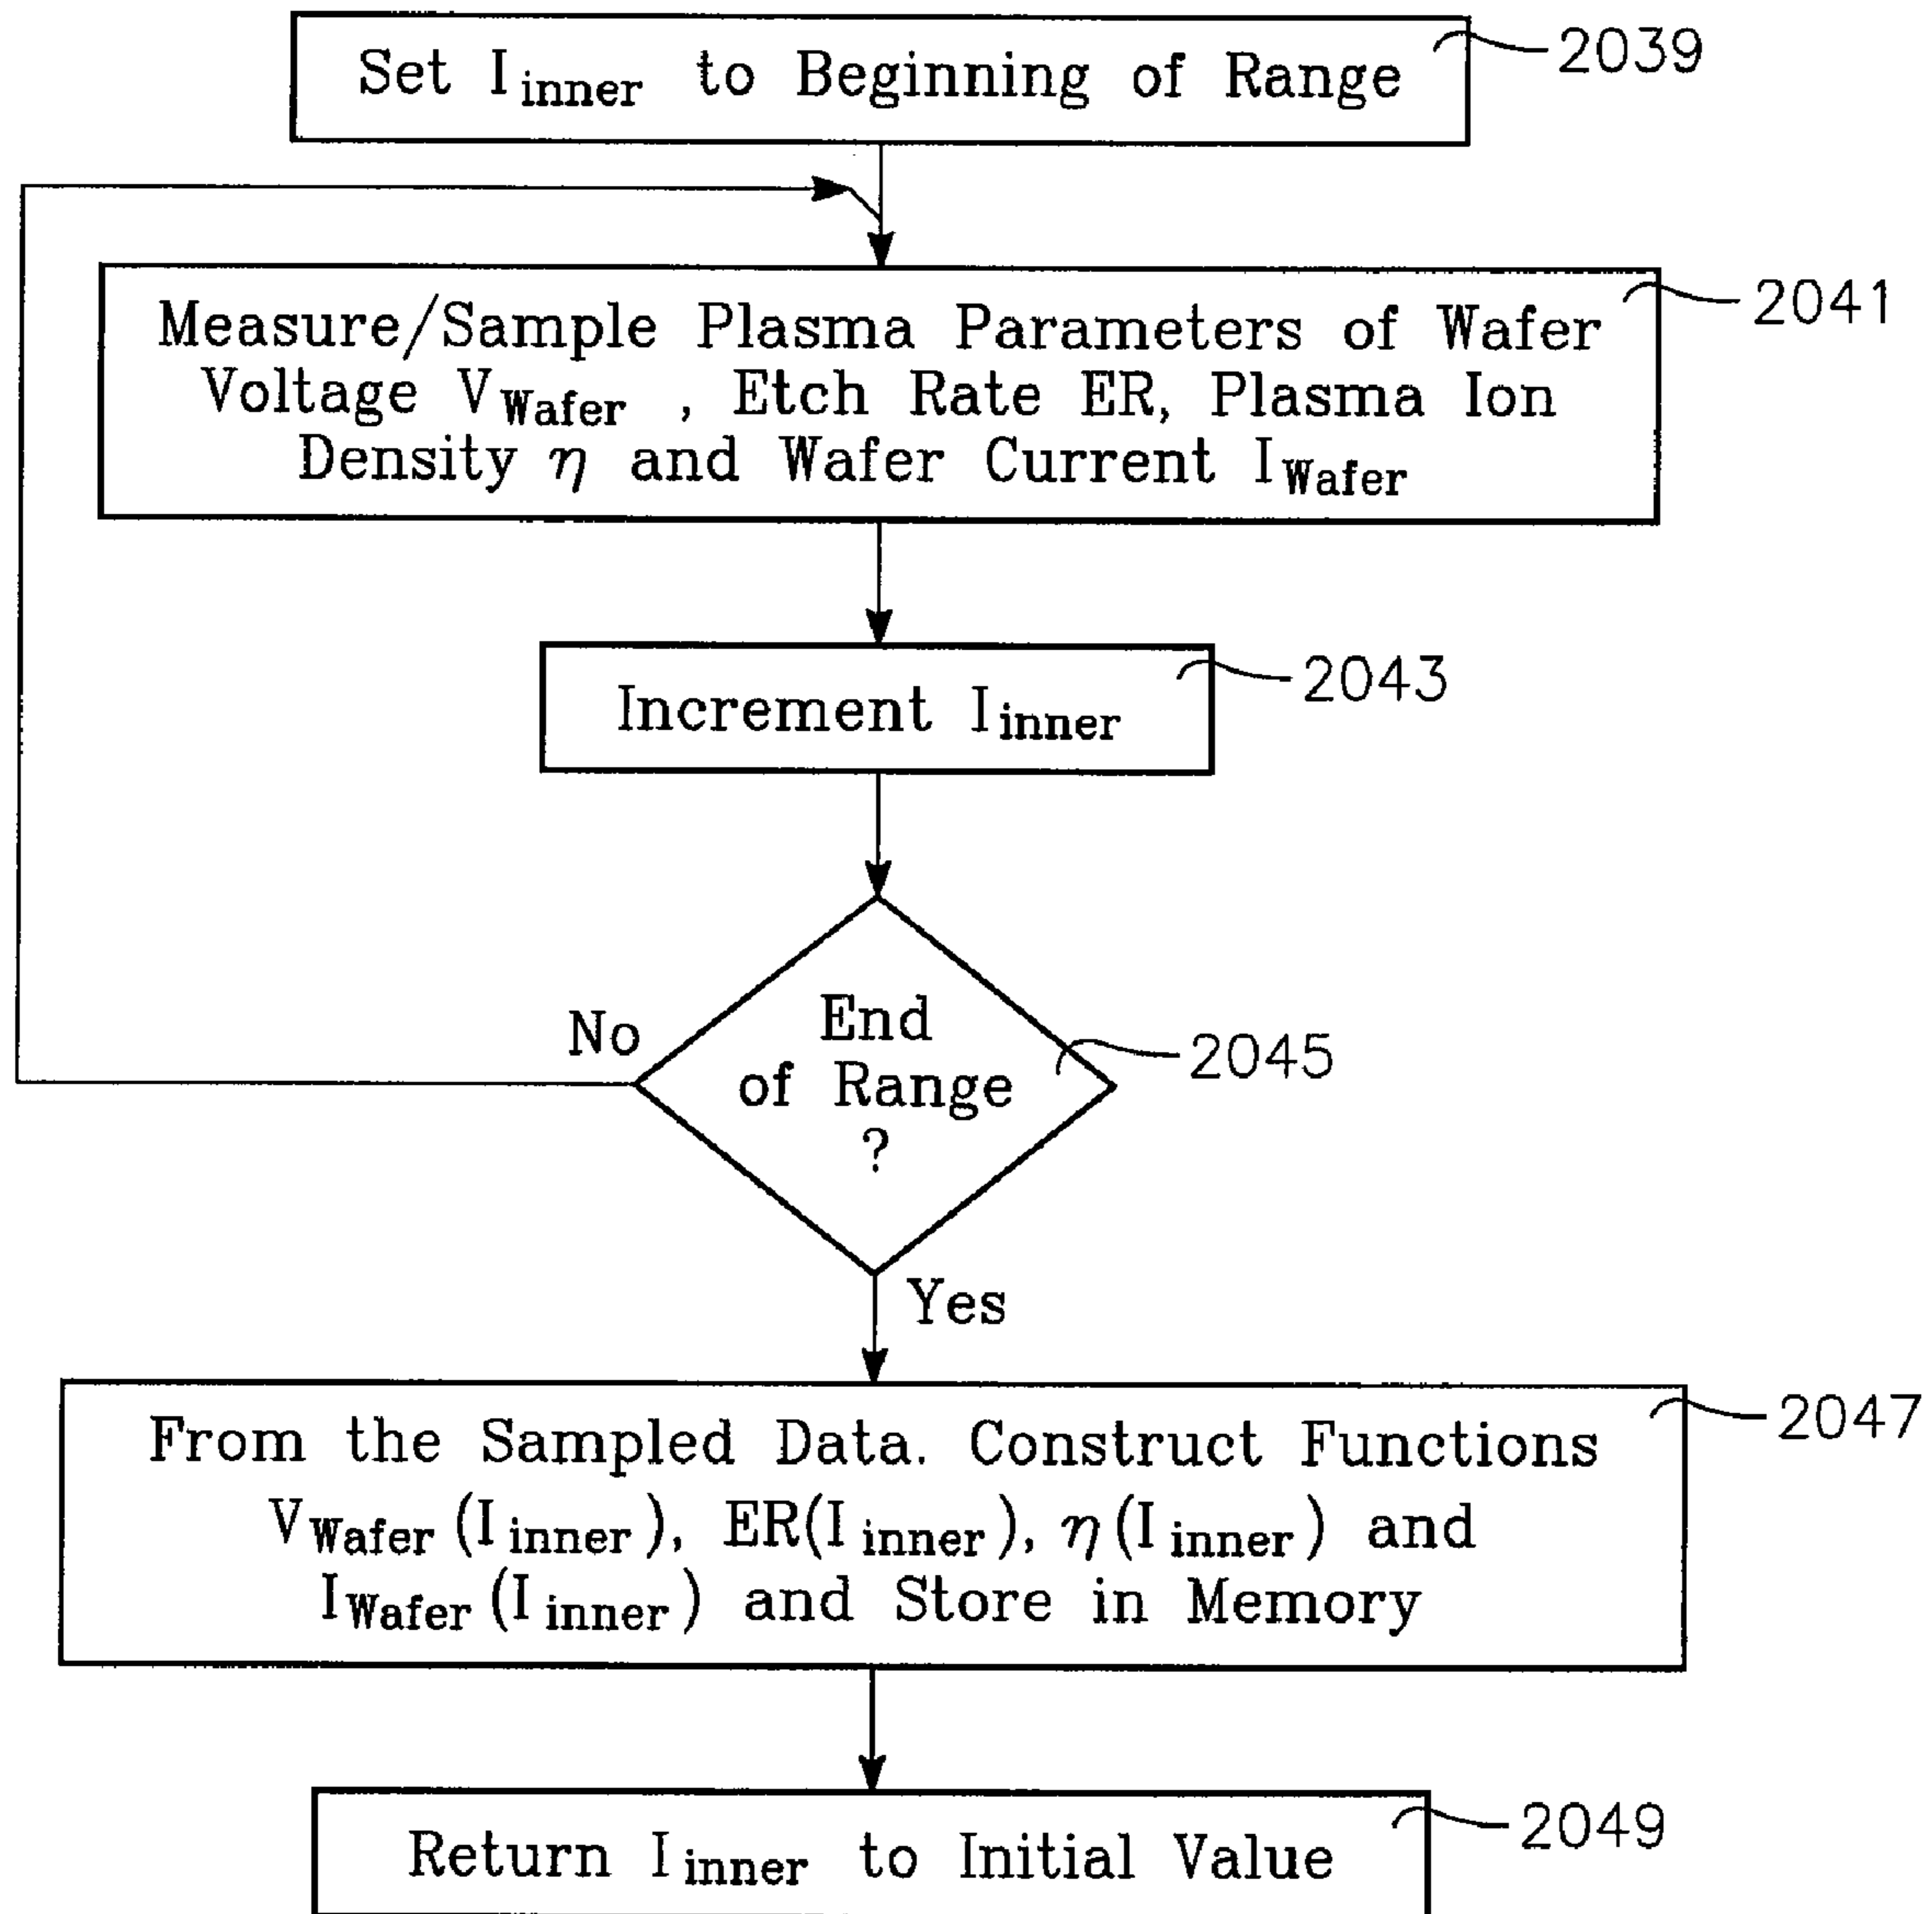 Set I inner to Beginning of Range
2039
Measure/Sample Plasma Parameters of Wafer
Voltage V Wafer , Etch Rate ER, Plasma Ion
Density η and Wafer Current I Wafer
2041
Increment I inner
2043
End
of Range
?
2045
No
Yes
From the Sampled Data. Construct Functions
V Wafer (I inner), ER(I inner), η(I inner) and
I Wafer (I inner) and Store in Memory
2047
Return I inner to Initial Value
2049